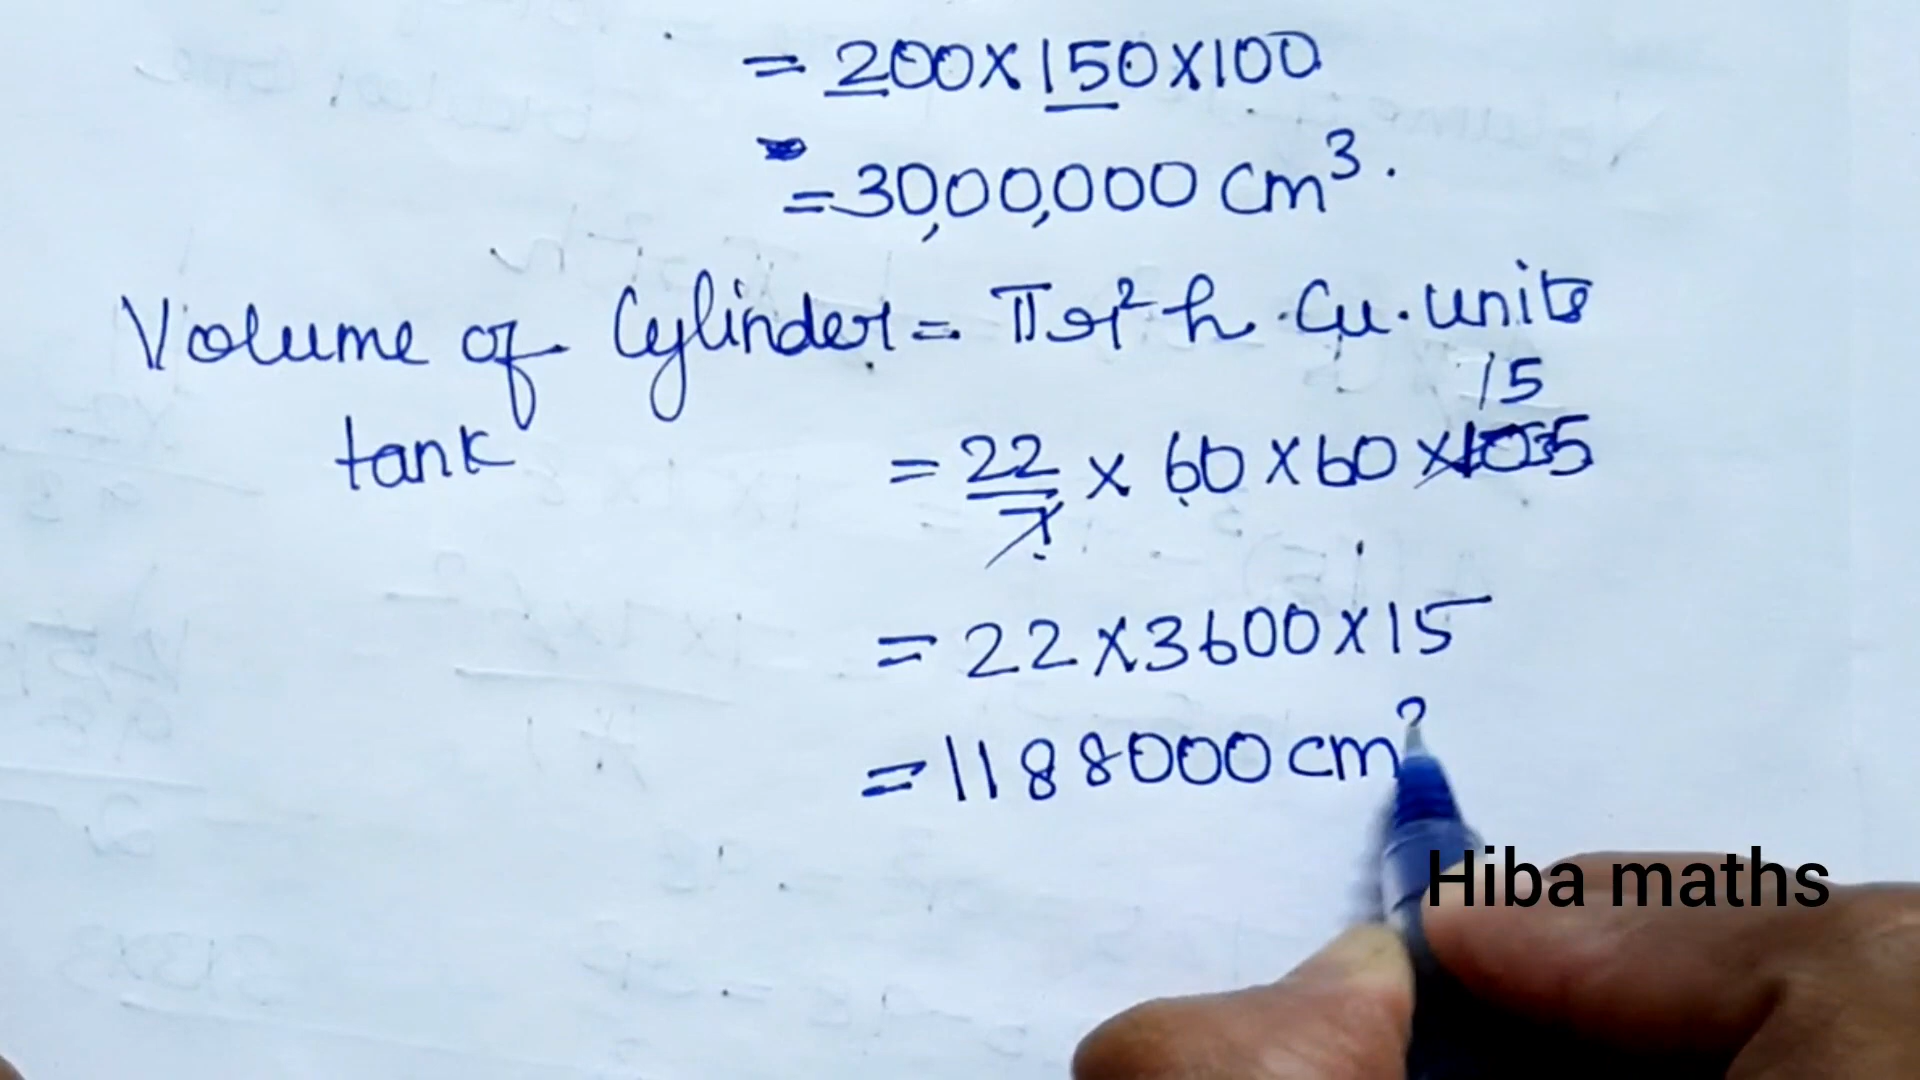 = 200×150×100
= 30,00,000 cm³.
Volume of Cylinder = πr²h. Cu. units
tank
15
= 22/7 × 60×60×105
= 22×3600×15
= 1188000 cm
Hiba maths